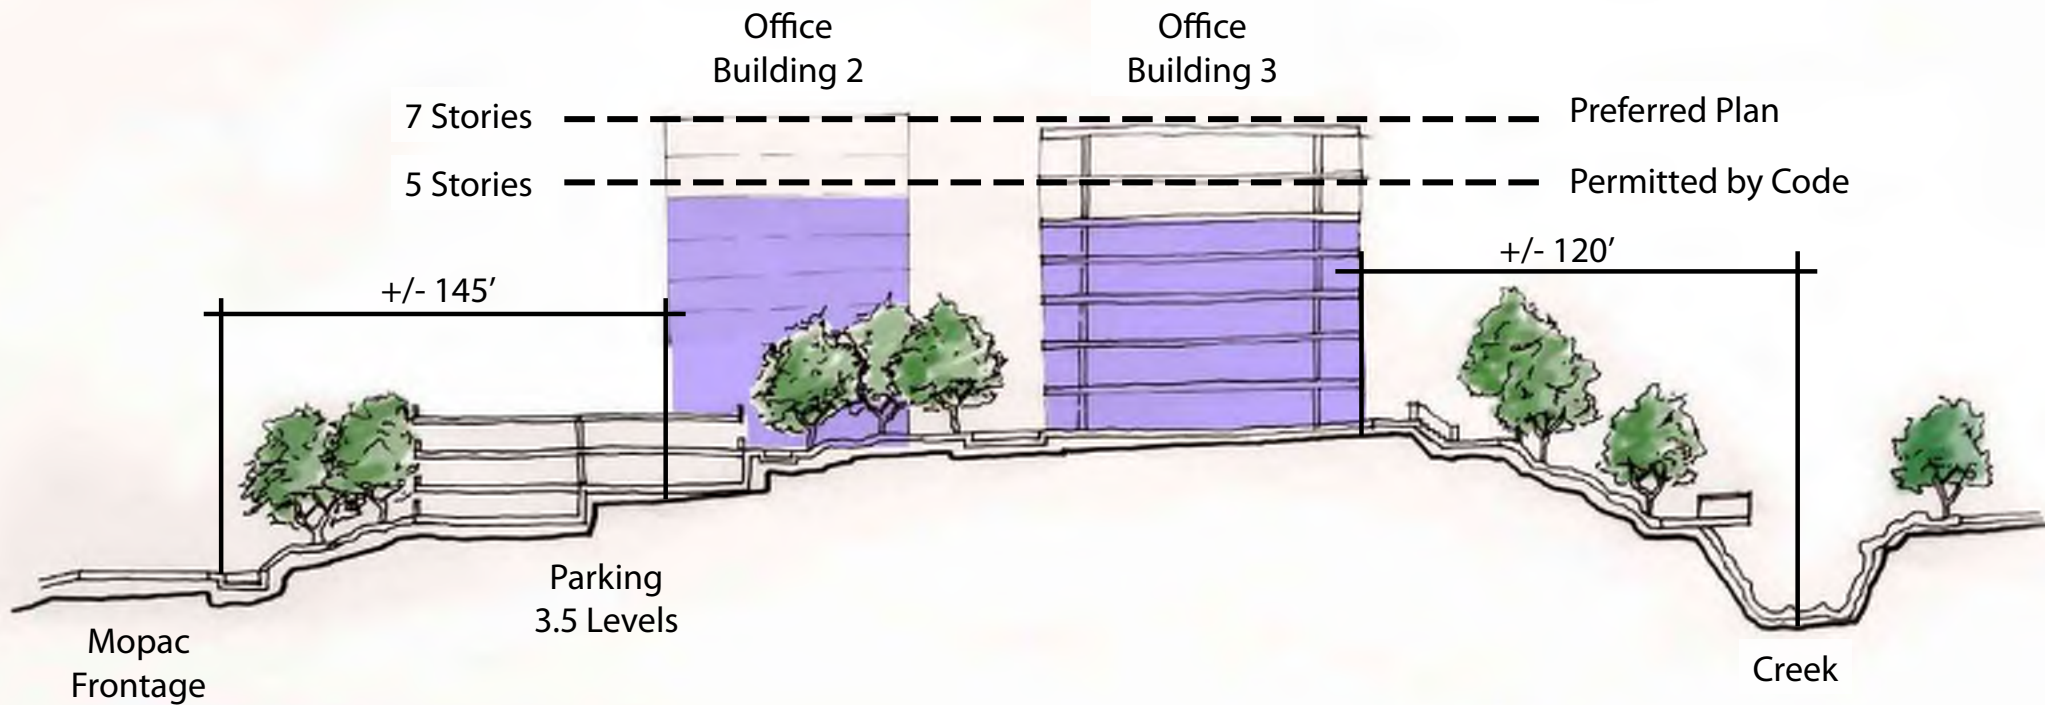 Office
Building 2
Office
Building 3
7 Stories
Preferred Plan
5 Stories
Permitted by Code
+/- 145’
+/- 120’
Parking
3.5 Levels
Mopac
Frontage
Creek